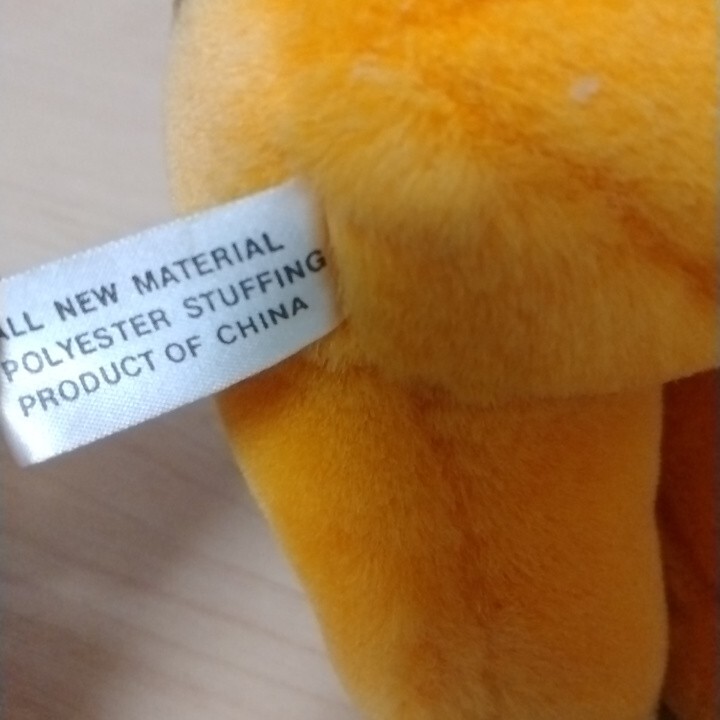 ALL NEW MATERIAL
POLYESTER STUFFING
PRODUCT OF CHINA